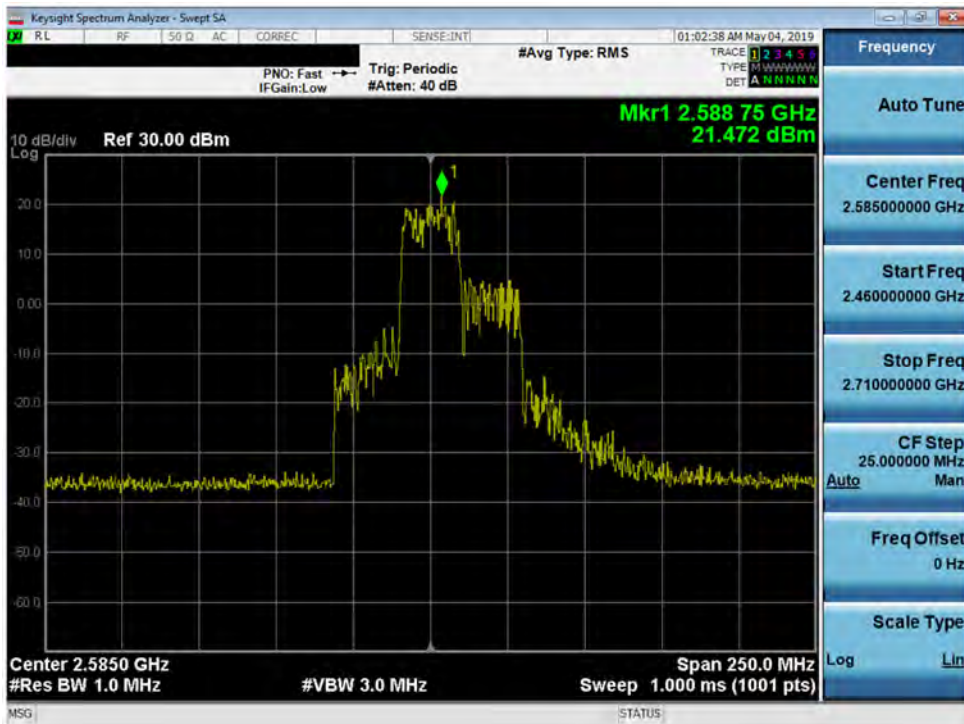 Keysight Spectrum Analyzer - Swept SA
RL RF 50 Ω AC CORREC SENSE:INT 01:02:38 AM May 04, 2019
#Avg Type: RMS TRACE 1 2 3 4 5 6
PNO: Fast Trig: Periodic TYPE MWWWWW
IFGain:Low #Atten: 40 dB DET A N N N N N
Mkr1 2.588 75 GHz
21.472 dBm
10 dB/div Ref 30.00 dBm
Log
1
20.0
10.0
0.00
-10.0
-20.0
-30.0
-40.0
-50.0
-60.0
Center 2.5850 GHz Span 250.0 MHz
#Res BW 1.0 MHz #VBW 3.0 MHz Sweep 1.000 ms (1001 pts)
MSG STATUS
Frequency
Auto Tune
Center Freq
2.585000000 GHz
Start Freq
2.460000000 GHz
Stop Freq
2.710000000 GHz
CF Step
25.000000 MHz
Auto Man
Freq Offset
0 Hz
Scale Type
Log Lin